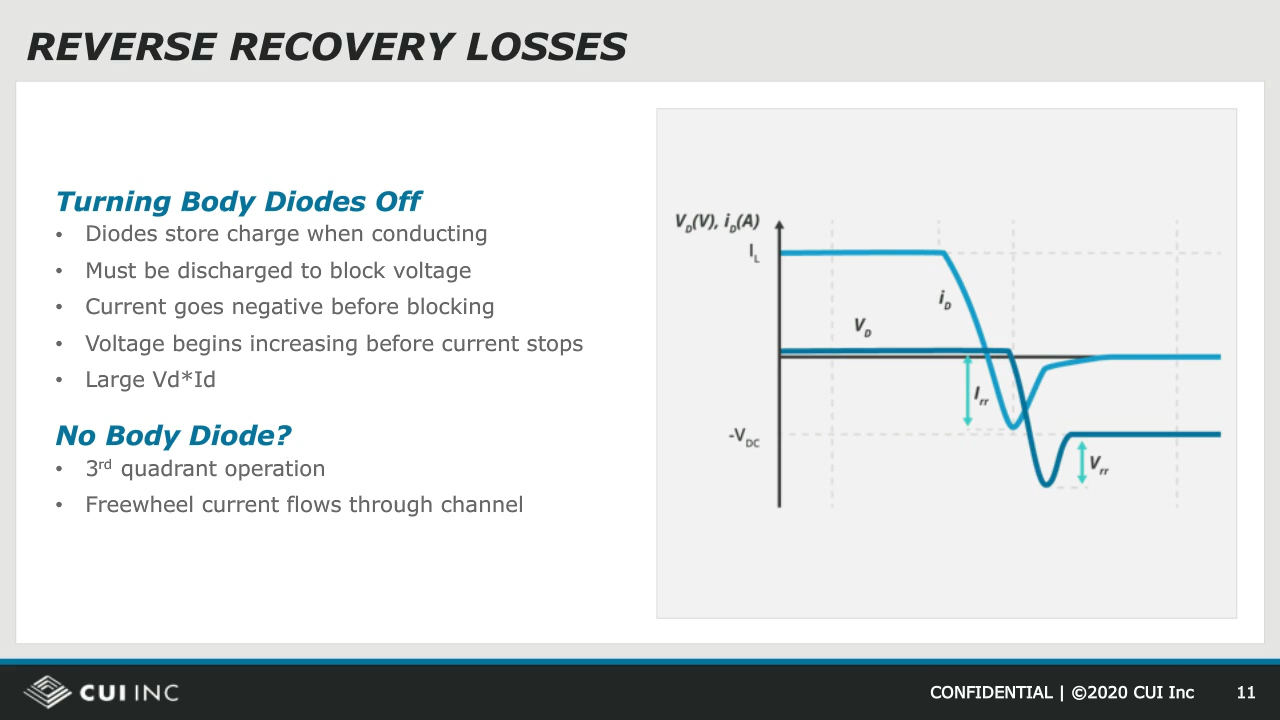 REVERSE RECOVERY LOSSES
Turning Body Diodes Off
• Diodes store charge when conducting
• Must be discharged to block voltage
• Current goes negative before blocking
• Voltage begins increasing before current stops
• Large Vd*Id
No Body Diode?
• 3rd quadrant operation
• Freewheel current flows through channel
VD(V), iD(A)
IL
iD
VD
Irr
-VDC
Vrr
CUI INC
CONFIDENTIAL | ©2020 CUI Inc 11